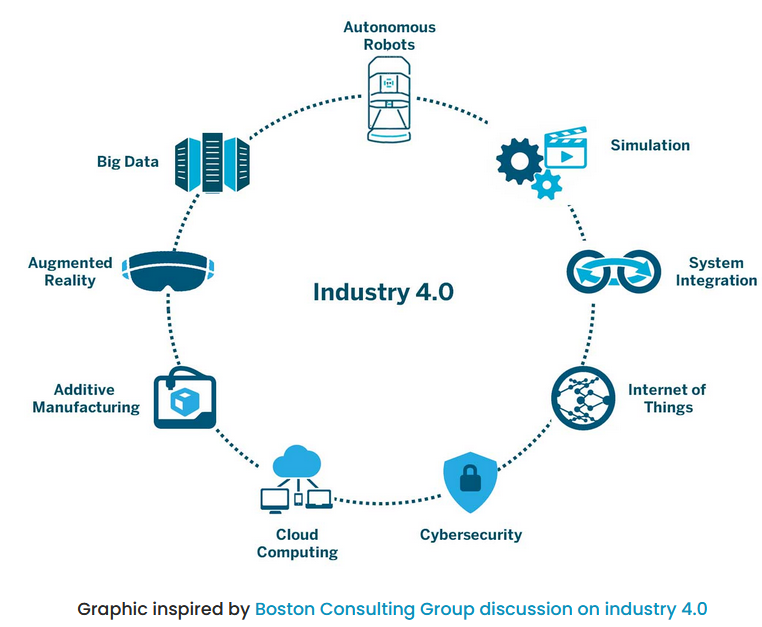 Autonomous
Robots
Simulation
Big Data
System
Integration
Augmented
Reality
Industry 4.0
Internet of
Things
Additive
Manufacturing
Cybersecurity
Cloud
Computing
Graphic inspired by Boston Consulting Group discussion on industry 4.0